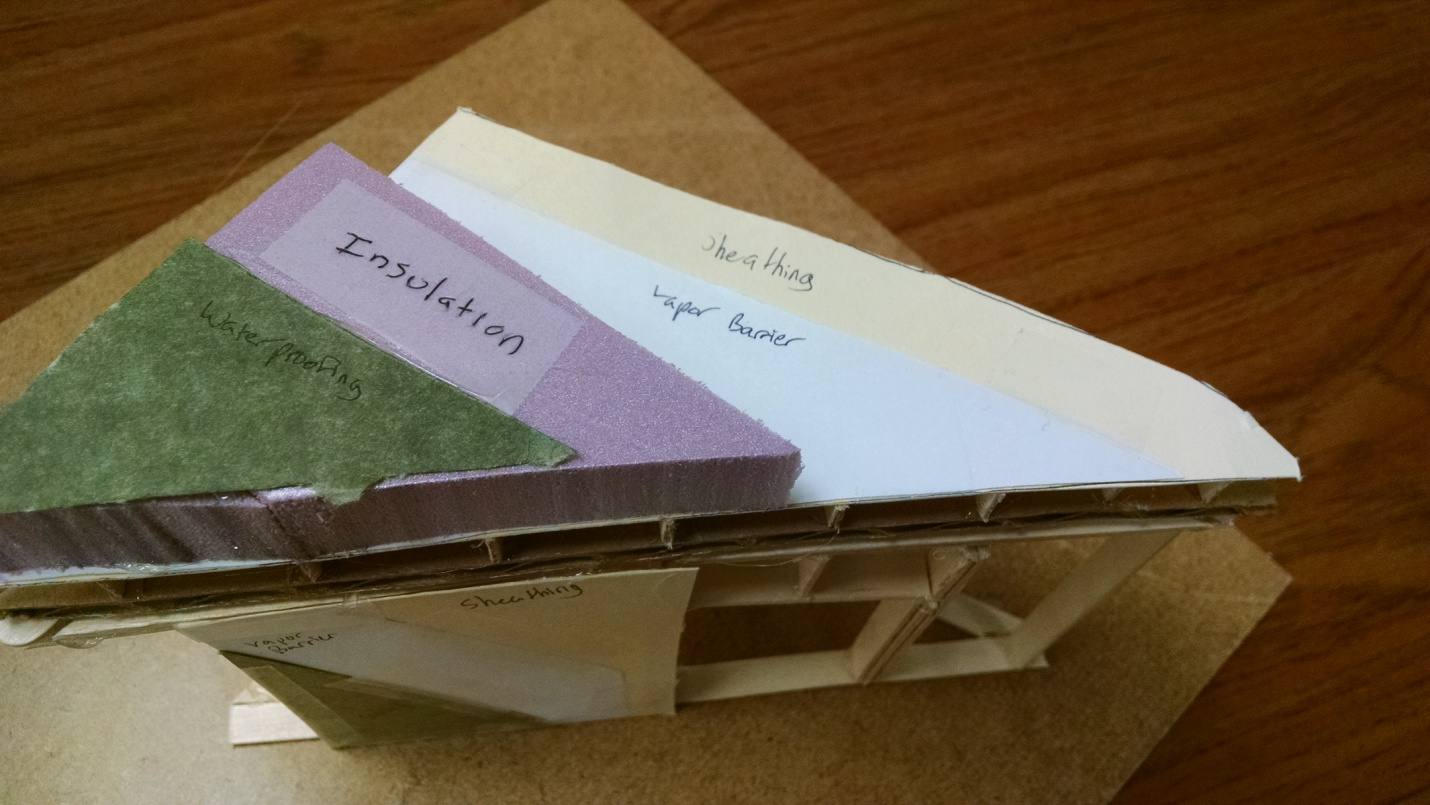 sheathing
vapor Barrier
Insulation
Waterproofing
sheathing
vapor
Barrier